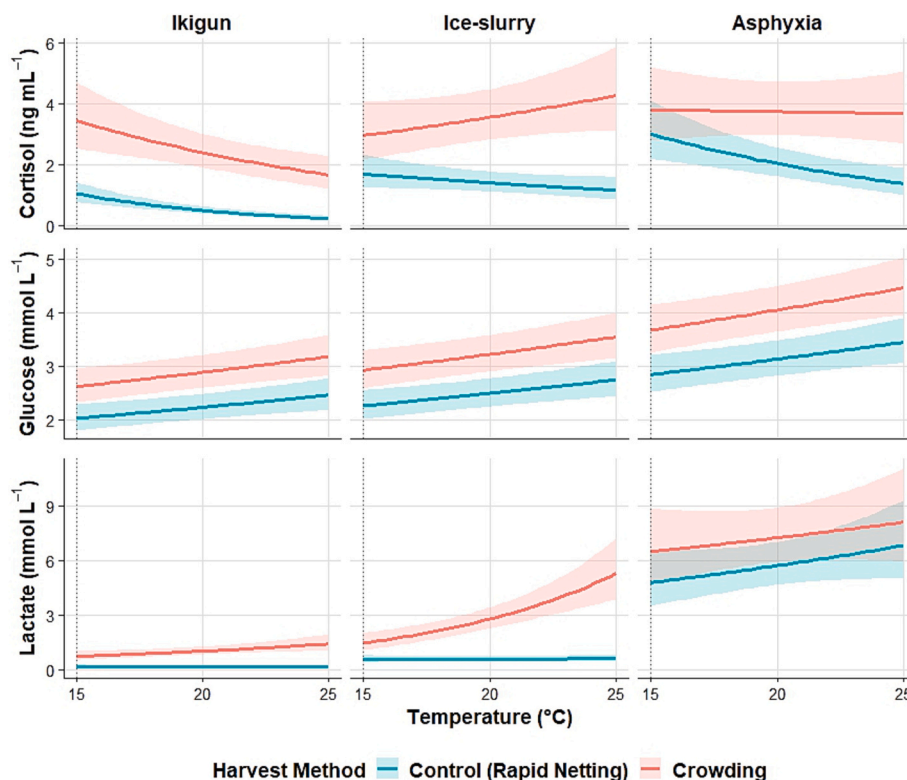 Ikigun Ice-slurry Asphyxia
Cortisol (ng mL⁻¹)
6
4
2
0
Glucose (mmol L⁻¹)
5
4
3
2
Lactate (mmol L⁻¹)
9
6
3
0
15 20 25 15 20 25 15 20 25
Temperature (°C)
Harvest Method Control (Rapid Netting) Crowding